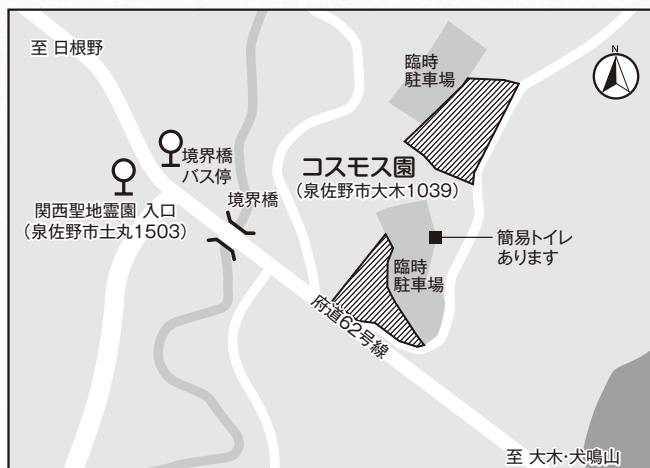 至 日根野
臨時
駐車場
N
境界橋
バス停
コスモス園
(泉佐野市大木1039)
境界橋
関西聖地霊園 入口
(泉佐野市土丸1503)
簡易トイレ
あります
臨時
駐車場
府道62号線
至 大木・犬鳴山